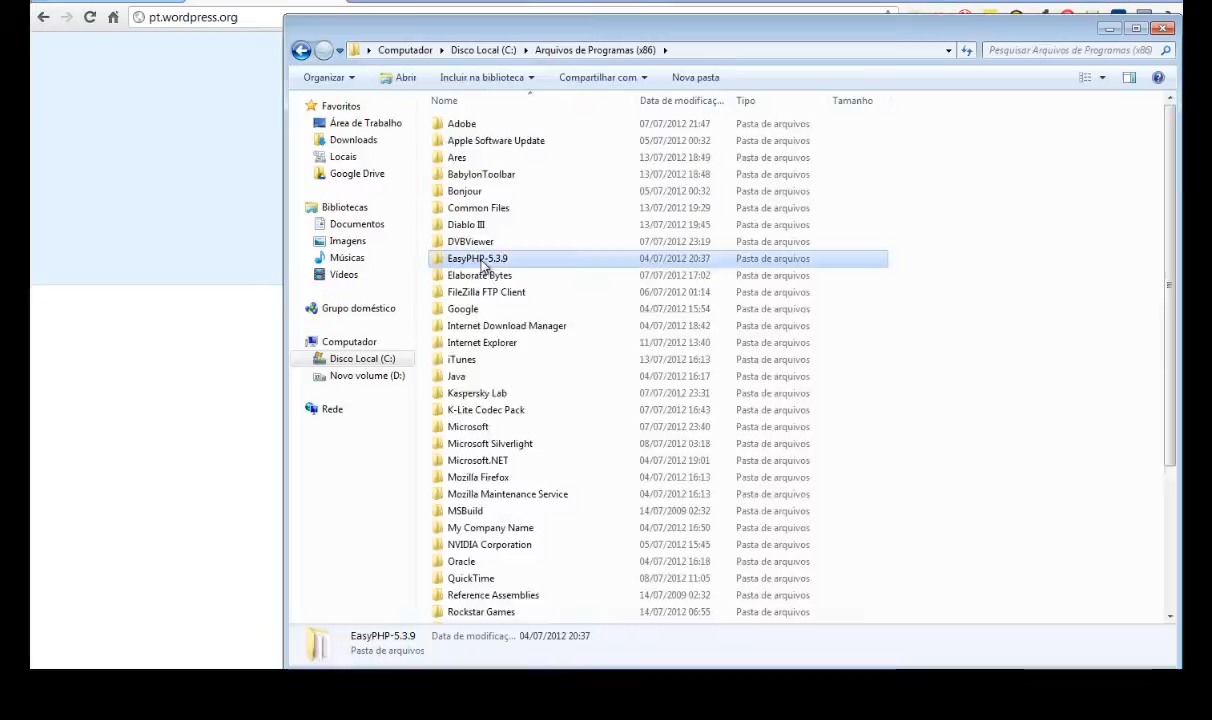 pt.wordpress.org
Computador Disco Local (C:) Arquivos de Programas (x86)
Pesquisar Arquivos de Programas (x86)
Organizar Abrir Incluir na biblioteca Compartilhar com Nova pasta
Favoritos
Área de Trabalho
Downloads
Locais
Google Drive
Bibliotecas
Documentos
Imagens
Músicas
Vídeos
Grupo doméstico
Computador
Disco Local (C:)
Novo volume (D:)
Rede
Nome Data de modificaç... Tipo Tamanho
Adobe 07/07/2012 21:47 Pasta de arquivos
Apple Software Update 05/07/2012 00:32 Pasta de arquivos
Ares 13/07/2012 18:49 Pasta de arquivos
BabylonToolbar 13/07/2012 18:48 Pasta de arquivos
Bonjour 05/07/2012 00:32 Pasta de arquivos
Common Files 13/07/2012 19:29 Pasta de arquivos
Diablo III 13/07/2012 19:45 Pasta de arquivos
DVBViewer 07/07/2012 23:19 Pasta de arquivos
EasyPHP-5.3.9 04/07/2012 20:37 Pasta de arquivos
Elaborate Bytes 07/07/2012 17:02 Pasta de arquivos
FileZilla FTP Client 06/07/2012 01:14 Pasta de arquivos
Google 04/07/2012 15:54 Pasta de arquivos
Internet Download Manager 04/07/2012 18:42 Pasta de arquivos
Internet Explorer 11/07/2012 13:40 Pasta de arquivos
iTunes 13/07/2012 16:13 Pasta de arquivos
Java 04/07/2012 16:17 Pasta de arquivos
Kaspersky Lab 07/07/2012 23:31 Pasta de arquivos
K-Lite Codec Pack 07/07/2012 16:43 Pasta de arquivos
Microsoft 07/07/2012 23:40 Pasta de arquivos
Microsoft Silverlight 08/07/2012 03:18 Pasta de arquivos
Microsoft.NET 04/07/2012 19:01 Pasta de arquivos
Mozilla Firefox 04/07/2012 16:13 Pasta de arquivos
Mozilla Maintenance Service 04/07/2012 16:13 Pasta de arquivos
MSBuild 14/07/2009 02:32 Pasta de arquivos
My Company Name 04/07/2012 16:50 Pasta de arquivos
NVIDIA Corporation 05/07/2012 15:45 Pasta de arquivos
Oracle 04/07/2012 16:18 Pasta de arquivos
QuickTime 08/07/2012 11:05 Pasta de arquivos
Reference Assemblies 14/07/2009 02:32 Pasta de arquivos
Rockstar Games 14/07/2012 06:55 Pasta de arquivos
EasyPHP-5.3.9 Data de modificaç... 04/07/2012 20:37
Pasta de arquivos